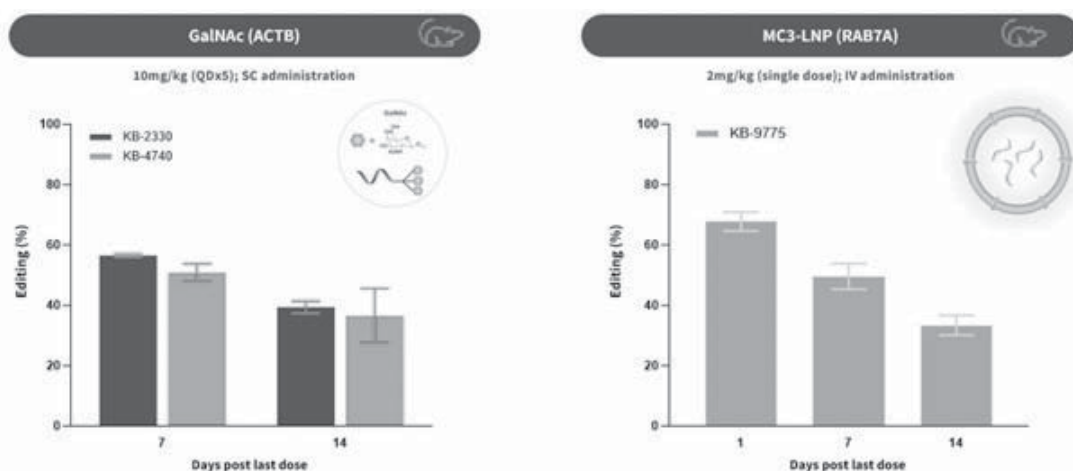 GalNAc (ACTB)
10mg/kg (QDx5); SC administration
100
80
60
40
20
0
Editing (%)
KB-2330
KB-4740
GalNAc
7
14
Days post last dose
MC3-LNP (RAB7A)
2mg/kg (single dose); IV administration
100
80
60
40
20
0
Editing (%)
KB-9775
1
7
14
Days post last dose